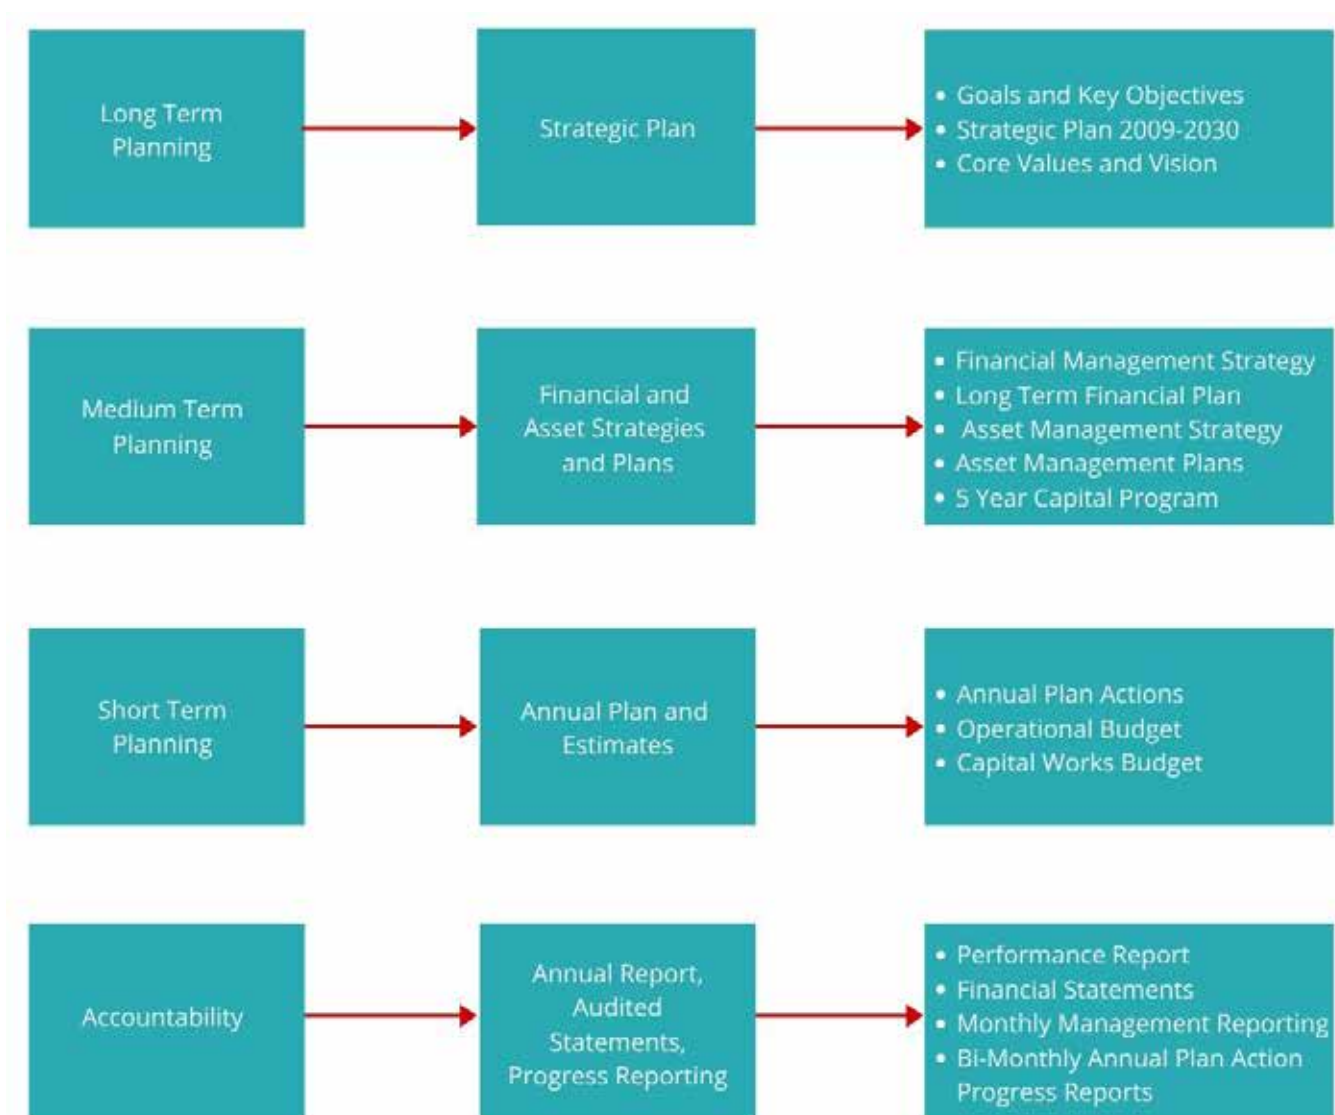 Long Term
Planning
Strategic Plan
• Goals and Key Objectives
• Strategic Plan 2009-2030
• Core Values and Vision
Medium Term
Planning
Financial and
Asset Strategies
and Plans
• Financial Management Strategy
• Long Term Financial Plan
• Asset Management Strategy
• Asset Management Plans
• 5 Year Capital Program
Short Term
Planning
Annual Plan and
Estimates
• Annual Plan Actions
• Operational Budget
• Capital Works Budget
Accountability
Annual Report,
Audited
Statements,
Progress Reporting
• Performance Report
• Financial Statements
• Monthly Management Reporting
• Bi-Monthly Annual Plan Action
Progress Reports